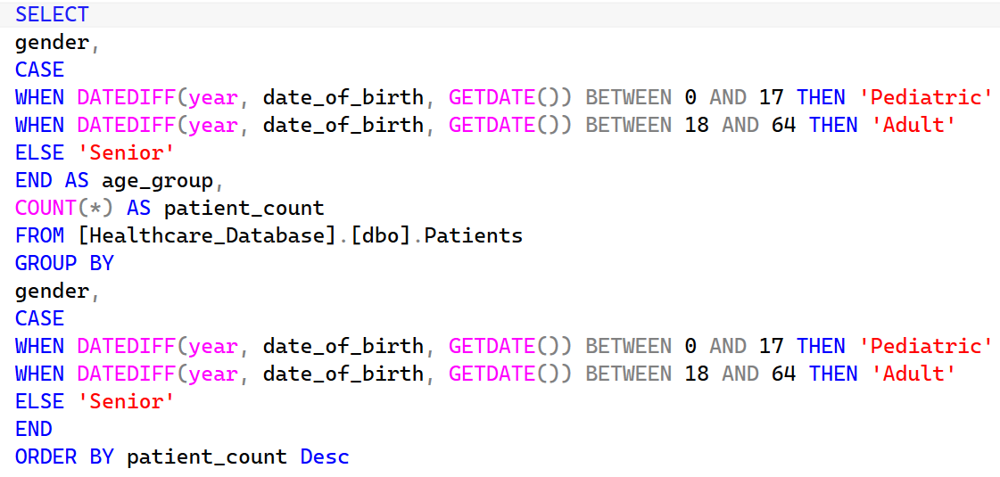 SELECT
gender,
CASE
WHEN DATEDIFF(year, date_of_birth, GETDATE()) BETWEEN 0 AND 17 THEN 'Pediatric'
WHEN DATEDIFF(year, date_of_birth, GETDATE()) BETWEEN 18 AND 64 THEN 'Adult'
ELSE 'Senior'
END AS age_group,
COUNT(*) AS patient_count
FROM [Healthcare_Database].[dbo].Patients
GROUP BY
gender,
CASE
WHEN DATEDIFF(year, date_of_birth, GETDATE()) BETWEEN 0 AND 17 THEN 'Pediatric'
WHEN DATEDIFF(year, date_of_birth, GETDATE()) BETWEEN 18 AND 64 THEN 'Adult'
ELSE 'Senior'
END
ORDER BY patient_count Desc